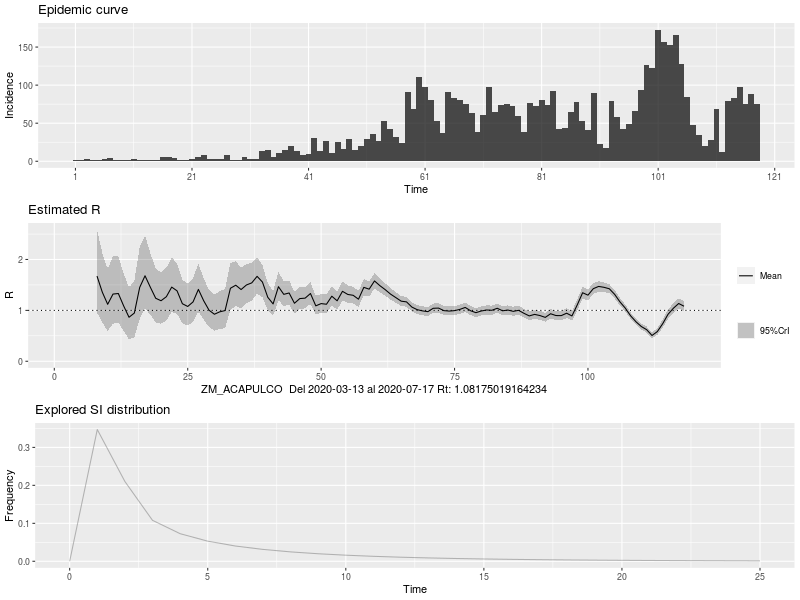 Epidemic curve
150
100
50
0
Incidence
1 21 41 61 81 101 121
Time
Estimated R
2
1
0
R
0 25 50 75 100
ZM_ACAPULCO Del 2020-03-13 al 2020-07-17 Rt: 1.08175019164234
Mean
95%CrI
Explored SI distribution
0.3
0.2
0.1
0.0
Frequency
0 5 10 15 20 25
Time